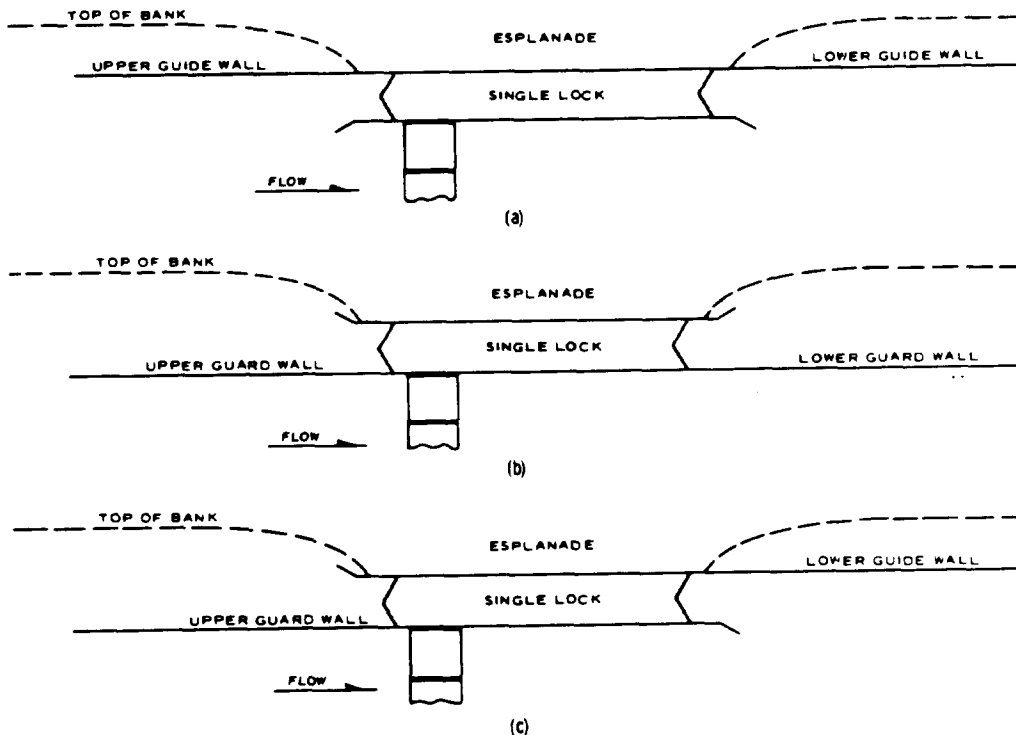 TOP OF BANK
ESPLANADE
UPPER GUIDE WALL
LOWER GUIDE WALL
SINGLE LOCK
FLOW
(a)
TOP OF BANK
ESPLANADE
SINGLE LOCK
UPPER GUARD WALL
LOWER GUARD WALL
FLOW
(b)
TOP OF BANK
ESPLANADE
LOWER GUIDE WALL
SINGLE LOCK
UPPER GUARD WALL
FLOW
(c)